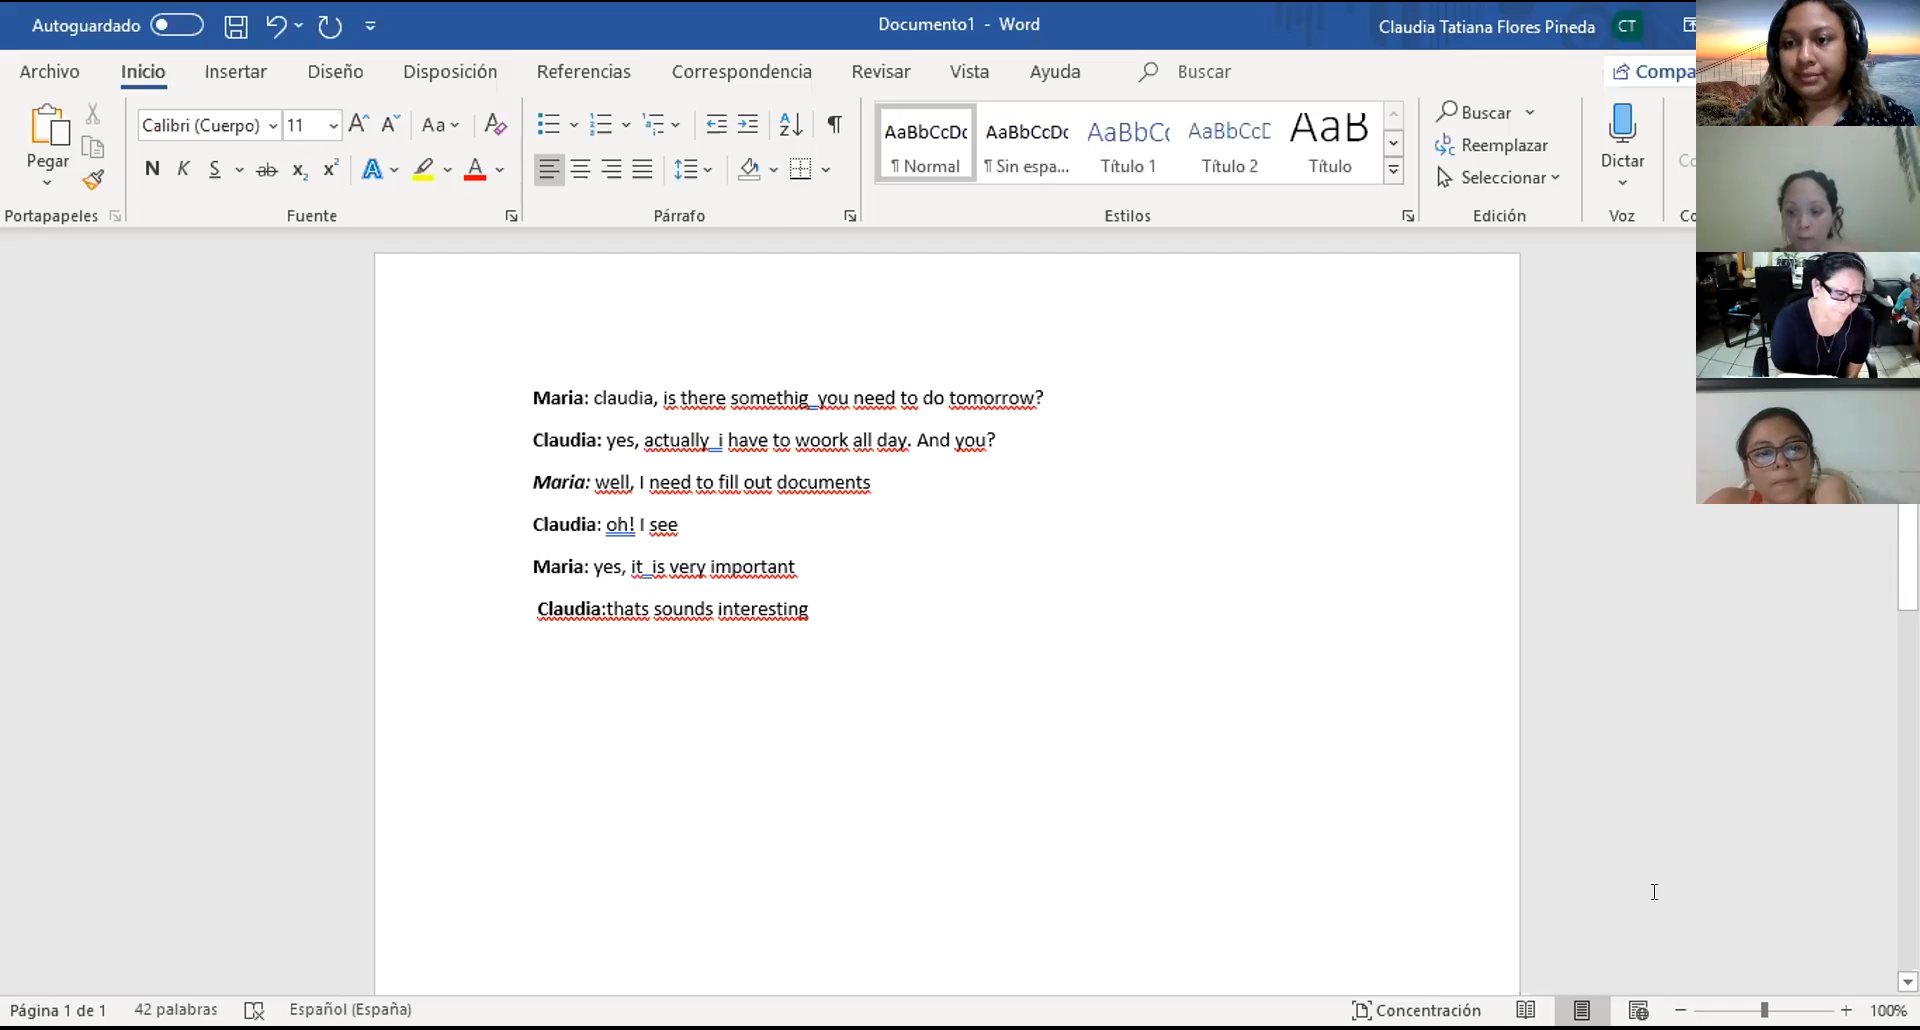 Autoguardado
Documento1 - Word
Claudia Tatiana Flores Pineda CT
Archivo Inicio Insertar Diseño Disposición Referencias Correspondencia Revisar Vista Ayuda Buscar
Compa
Pegar
Portapapeles
Calibri (Cuerpo) 11
A A Aa A
N K S ab x₂ x² A A
Fuente
Párrafo
AaBbCcDc AaBbCcDc AaBbCc AaBbCcD AaB
¶ Normal ¶ Sin espa... Título 1 Título 2 Título
Estilos
Buscar
Reemplazar
Seleccionar
Edición
Dictar
Voz
Co
Maria: claudia, is there somethig you need to do tomorrow?
Claudia: yes, actually i have to woork all day. And you?
Maria: well, I need to fill out documents
Claudia: oh! I see
Maria: yes, it is very important
Claudia:thats sounds interesting
Página 1 de 1 42 palabras Español (España) Concentración 100%